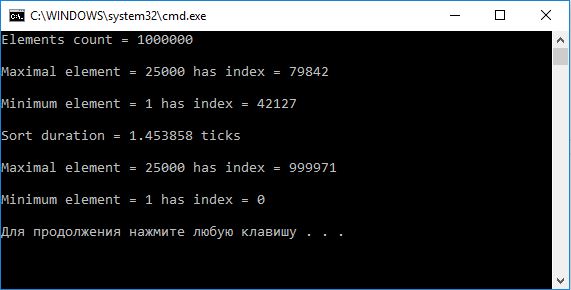 C:\WINDOWS\system32\cmd.exe
Elements count = 1000000
Maximal element = 25000 has index = 79842
Minimum element = 1 has index = 42127
Sort duration = 1.453858 ticks
Maximal element = 25000 has index = 999971
Minimum element = 1 has index = 0
Для продолжения нажмите любую клавишу . . .